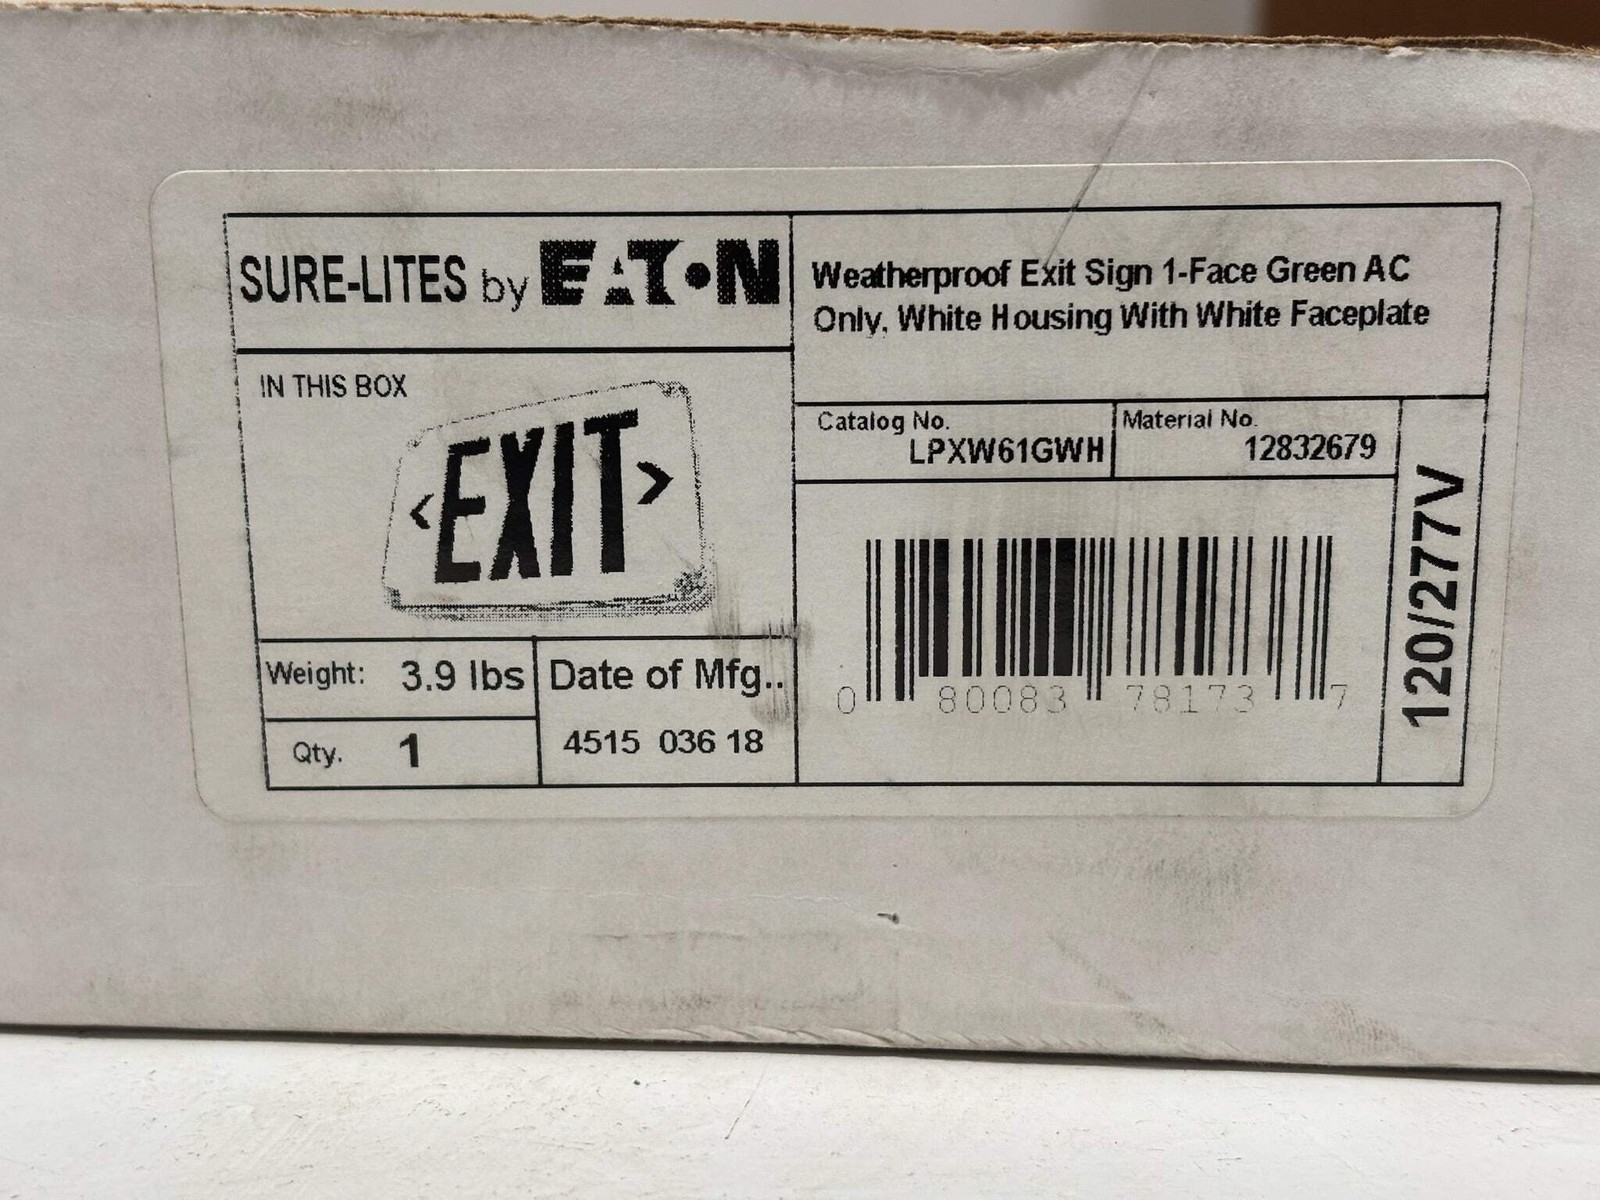 SURE-LITES by EATON
Weatherproof Exit Sign 1-Face Green AC
Only, White Housing With White Faceplate
IN THIS BOX
<EXIT>
Catalog No.
LPXW61GWH
Material No.
12832679
120/277V
0 80083 78173 7
Weight: 3.9 lbs
Qty. 1
Date of Mfg..
4515 036 18